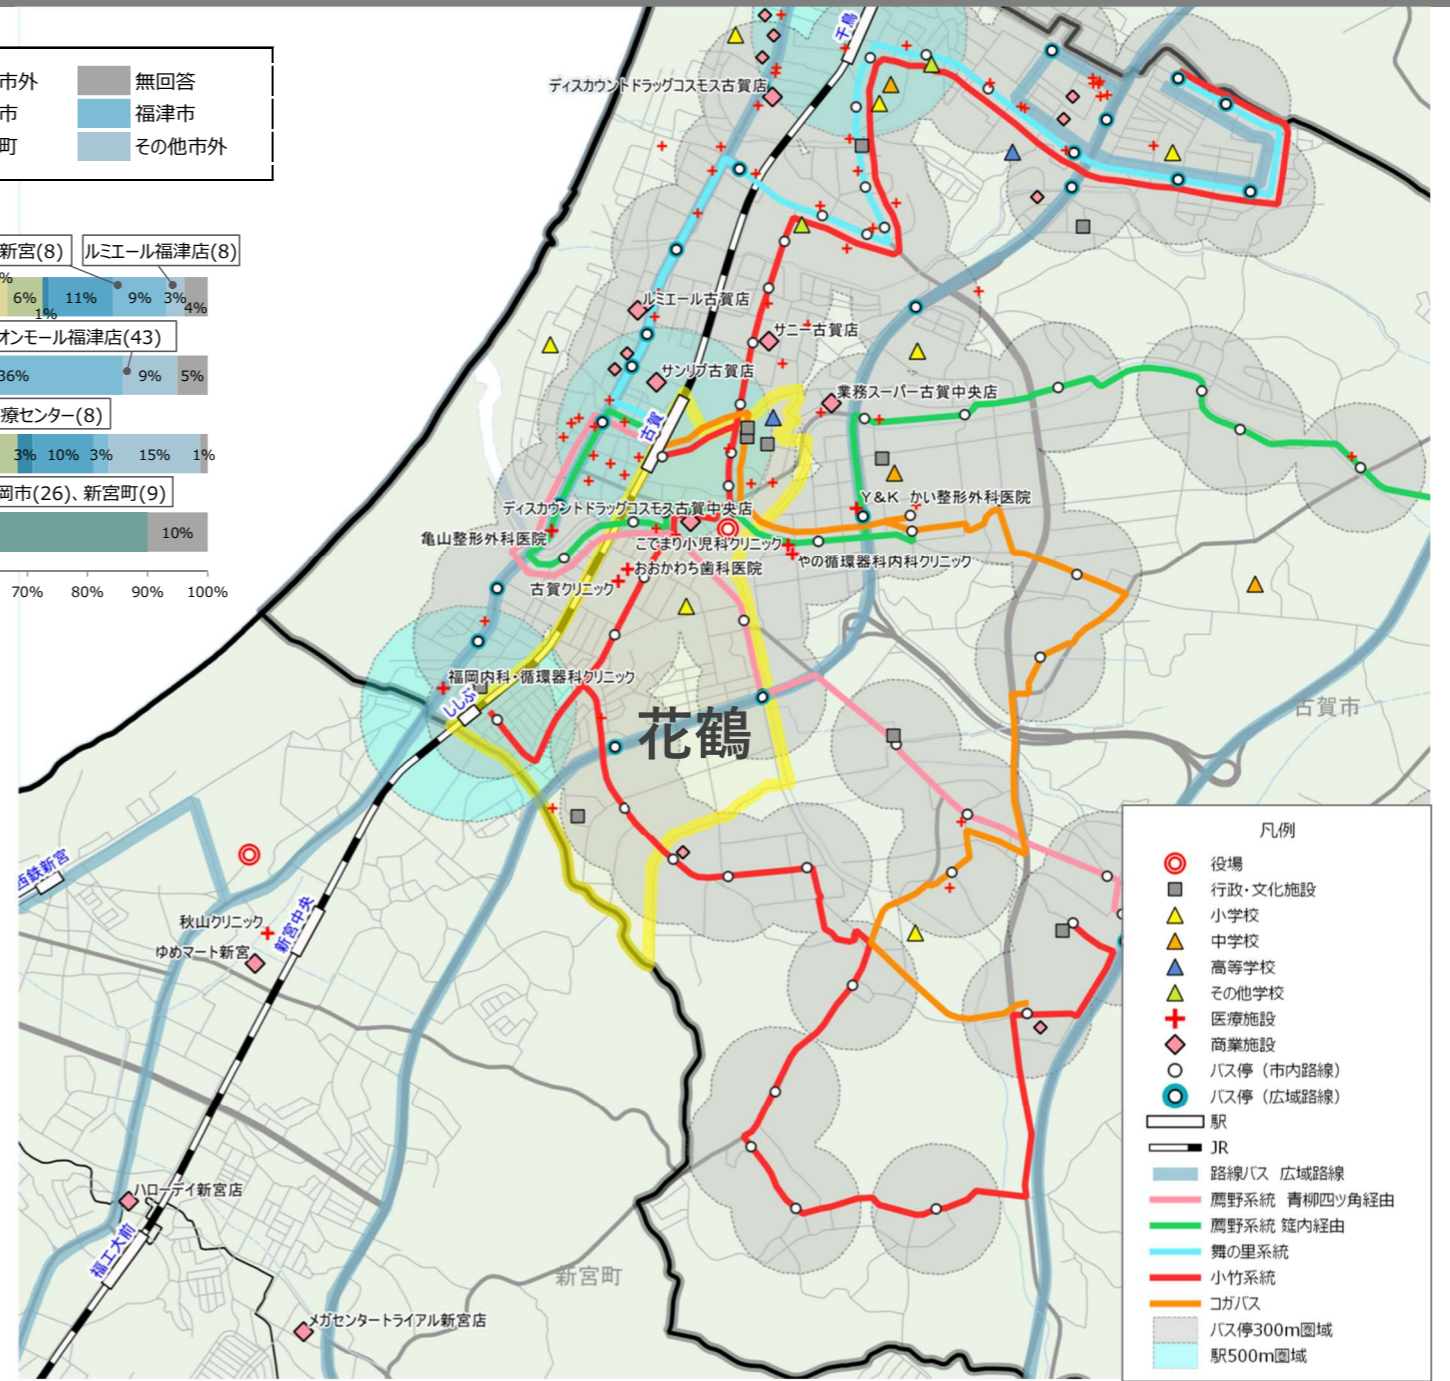 市外
無回答
市
福津市
町
その他市外
新宮(8)
ルミエール福津店(8)
%
6%
1%
11%
9%
3%
4%
オンモール福津店(43)
36%
9%
5%
療センター(8)
3%
10%
3%
15%
1%
岡市(26)、新宮町(9)
10%
70%
80%
90%
100%
千鳥
ディスカウントドラッグコスモス古賀店
ルミエール古賀店
サニー古賀店
サンリブ古賀店
業務スーパー古賀中央店
古賀
Y&K かい整形外科医院
ディスカウントドラッグコスモス古賀中央店
亀山整形外科医院
こでまり小児科クリニック
やの循環器科内科クリニック
おおかわち歯科医院
古賀クリニック
福岡内科・循環器科クリニック
ししぶ
花鶴
古賀市
西鉄新宮
秋山クリニック
新宮中央
ゆめマート新宮
ハローデイ新宮店
福工大前
新宮町
メガセンタートライアル新宮店
凡例
役場
行政・文化施設
小学校
中学校
高等学校
その他学校
医療施設
商業施設
バス停（市内路線）
バス停（広域路線）
駅
JR
路線バス 広域路線
薦野系統 青柳四ッ角経由
薦野系統 筵内経由
舞の里系統
小竹系統
コガバス
バス停300m圏域
駅500m圏域